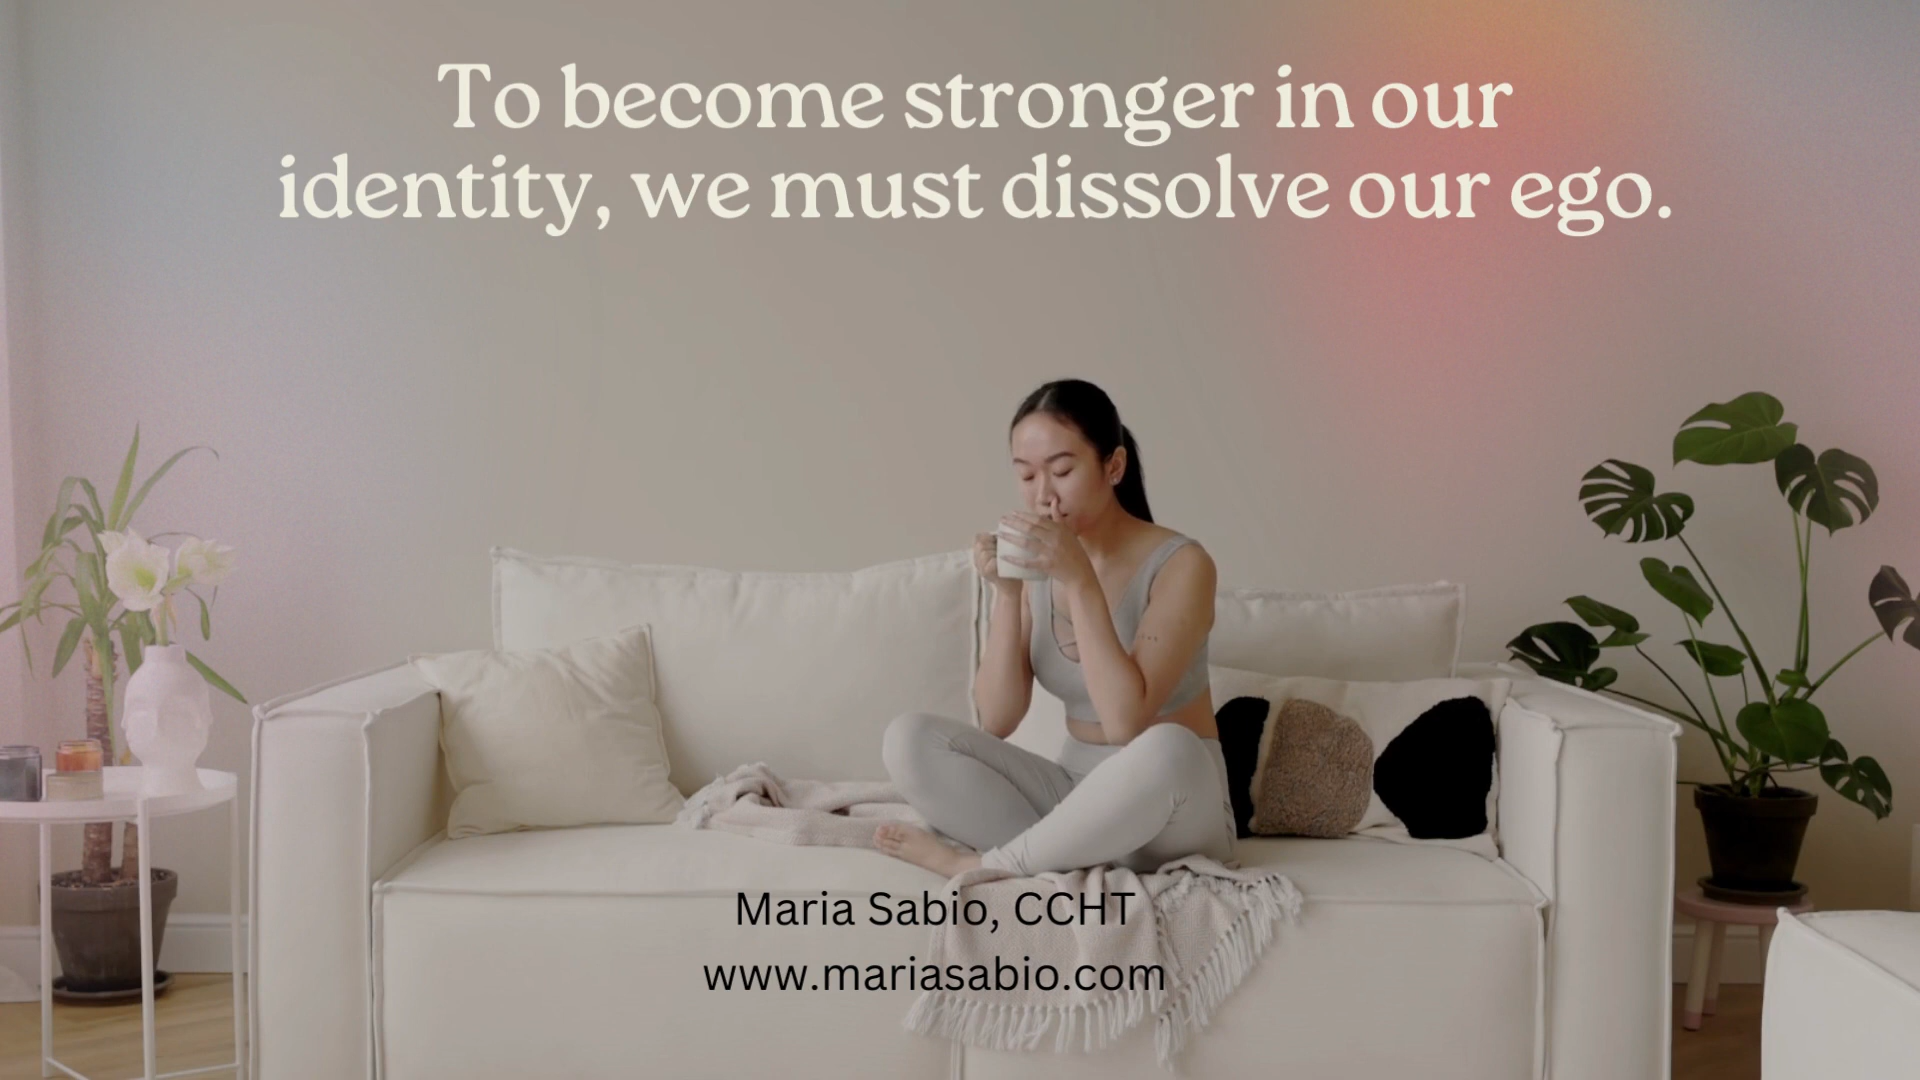 To become stronger in our
identity, we must dissolve our ego.
Maria Sabio, CCHT
www.mariasabio.com